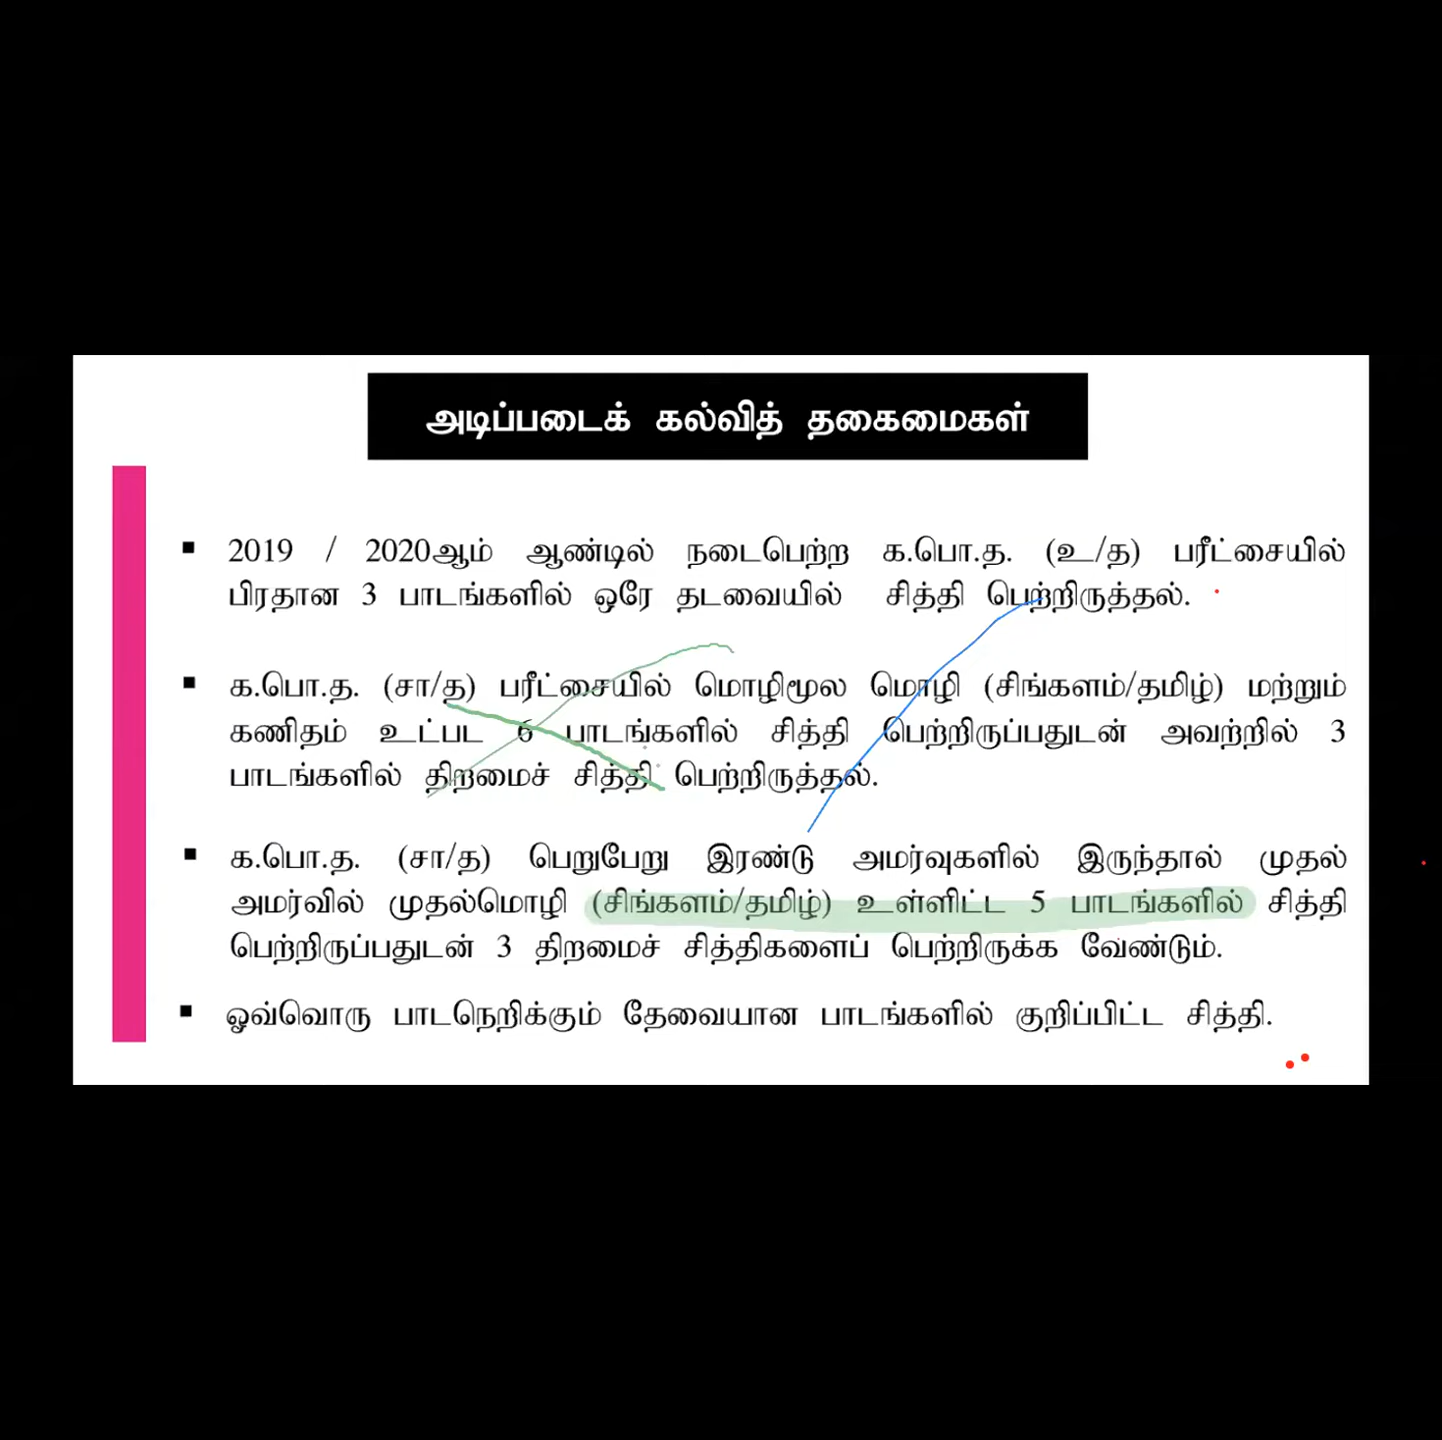 அடிப்படைக் கல்வித் தகைமைகள்
▪ 2019 / 2020ஆம் ஆண்டில் நடைபெற்ற க.பொ.த. (உ/த) பரீட்சையில்
பிரதான 3 பாடங்களில் ஒரே தடவையில் சித்தி பெற்றிருத்தல்.
▪ க.பொ.த. (சா/த) பரீட்சையில் மொழிமூல மொழி (சிங்களம்/தமிழ்) மற்றும்
கணிதம் உட்பட 6 பாடங்களில் சித்தி பெற்றிருப்பதுடன் அவற்றில் 3
பாடங்களில் திறமைச் சித்தி பெற்றிருத்தல்.
▪ க.பொ.த. (சா/த) பெறுபேறு இரண்டு அமர்வுகளில் இருந்தால் முதல்
அமர்வில் முதல்மொழி (சிங்களம்/தமிழ்) உள்ளிட்ட 5 பாடங்களில் சித்தி
பெற்றிருப்பதுடன் 3 திறமைச் சித்திகளைப் பெற்றிருக்க வேண்டும்.
▪ ஓவ்வொரு பாடநெறிக்கும் தேவையான பாடங்களில் குறிப்பிட்ட சித்தி.